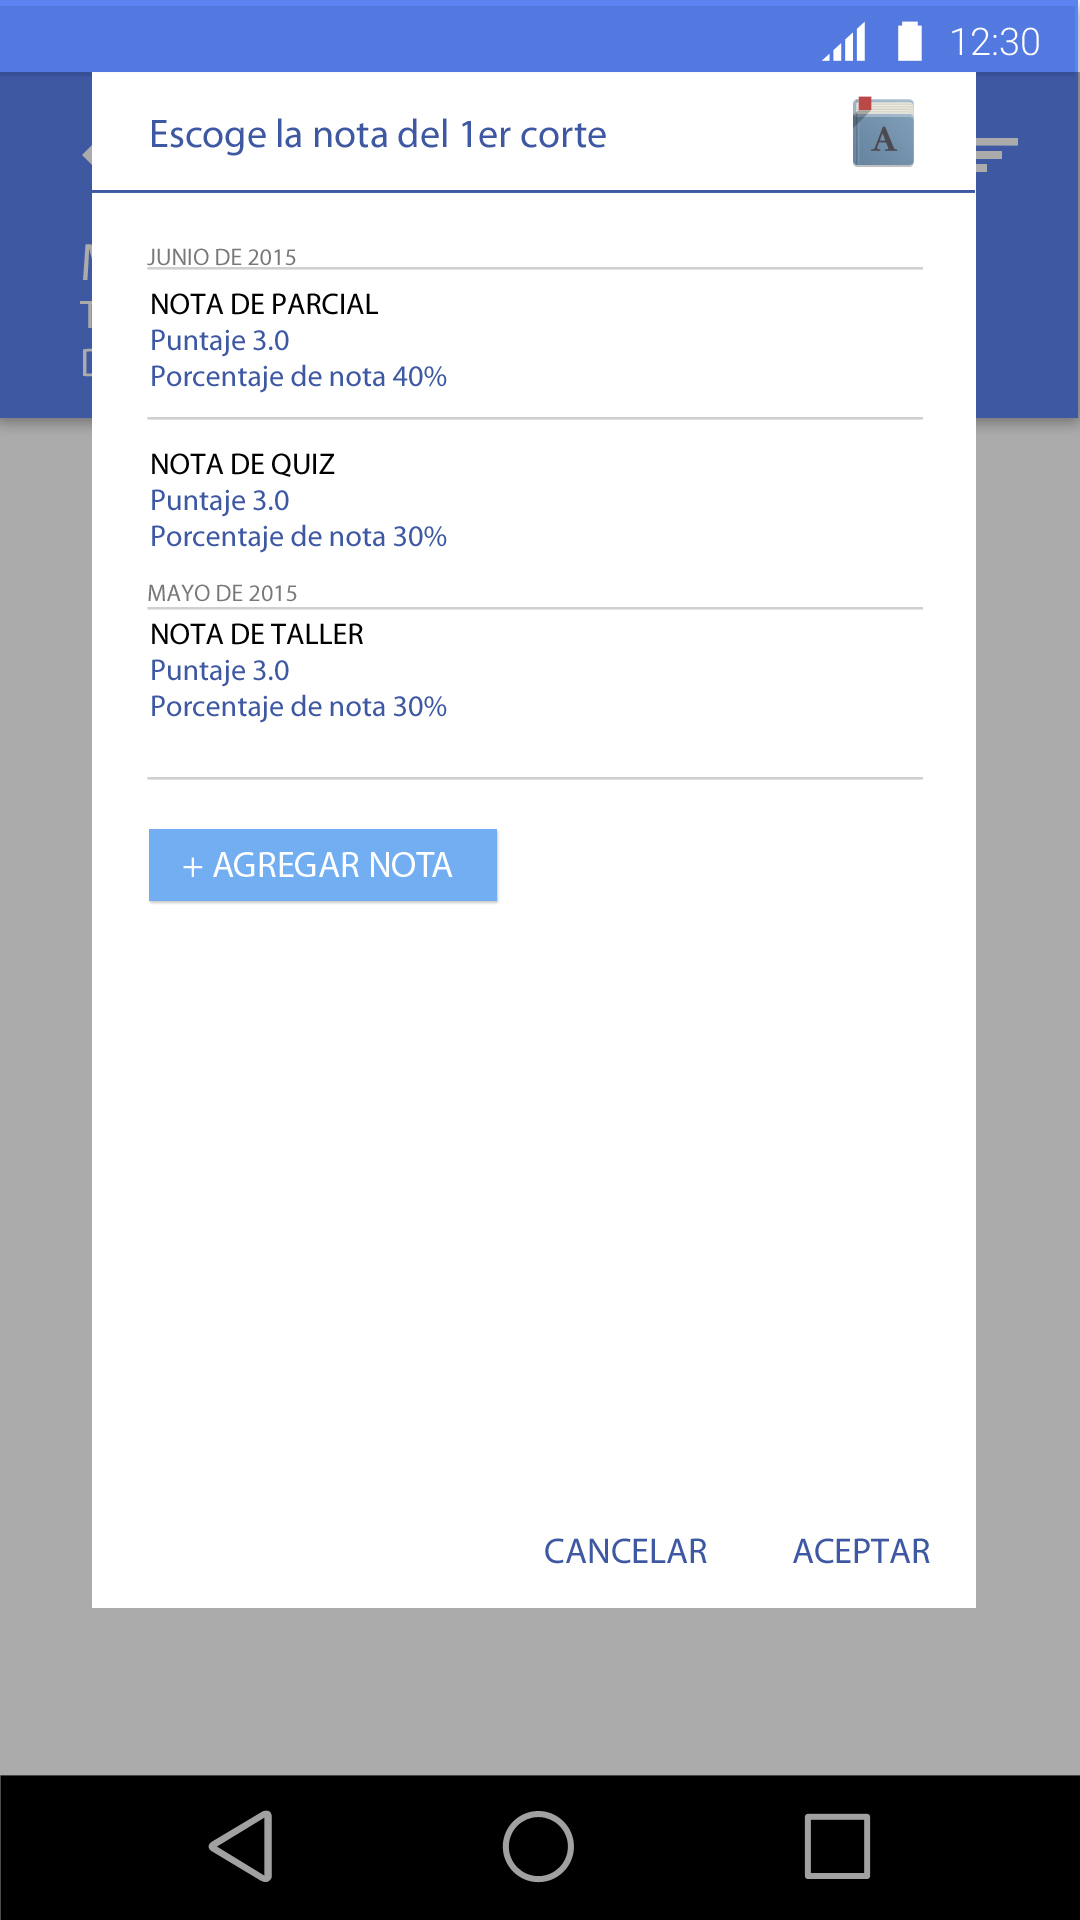 12:30
Escoge la nota del 1er corte
A
JUNIO DE 2015
NOTA DE PARCIAL
Puntaje 3.0
Porcentaje de nota 40%
NOTA DE QUIZ
Puntaje 3.0
Porcentaje de nota 30%
MAYO DE 2015
NOTA DE TALLER
Puntaje 3.0
Porcentaje de nota 30%
+ AGREGAR NOTA
CANCELAR ACEPTAR